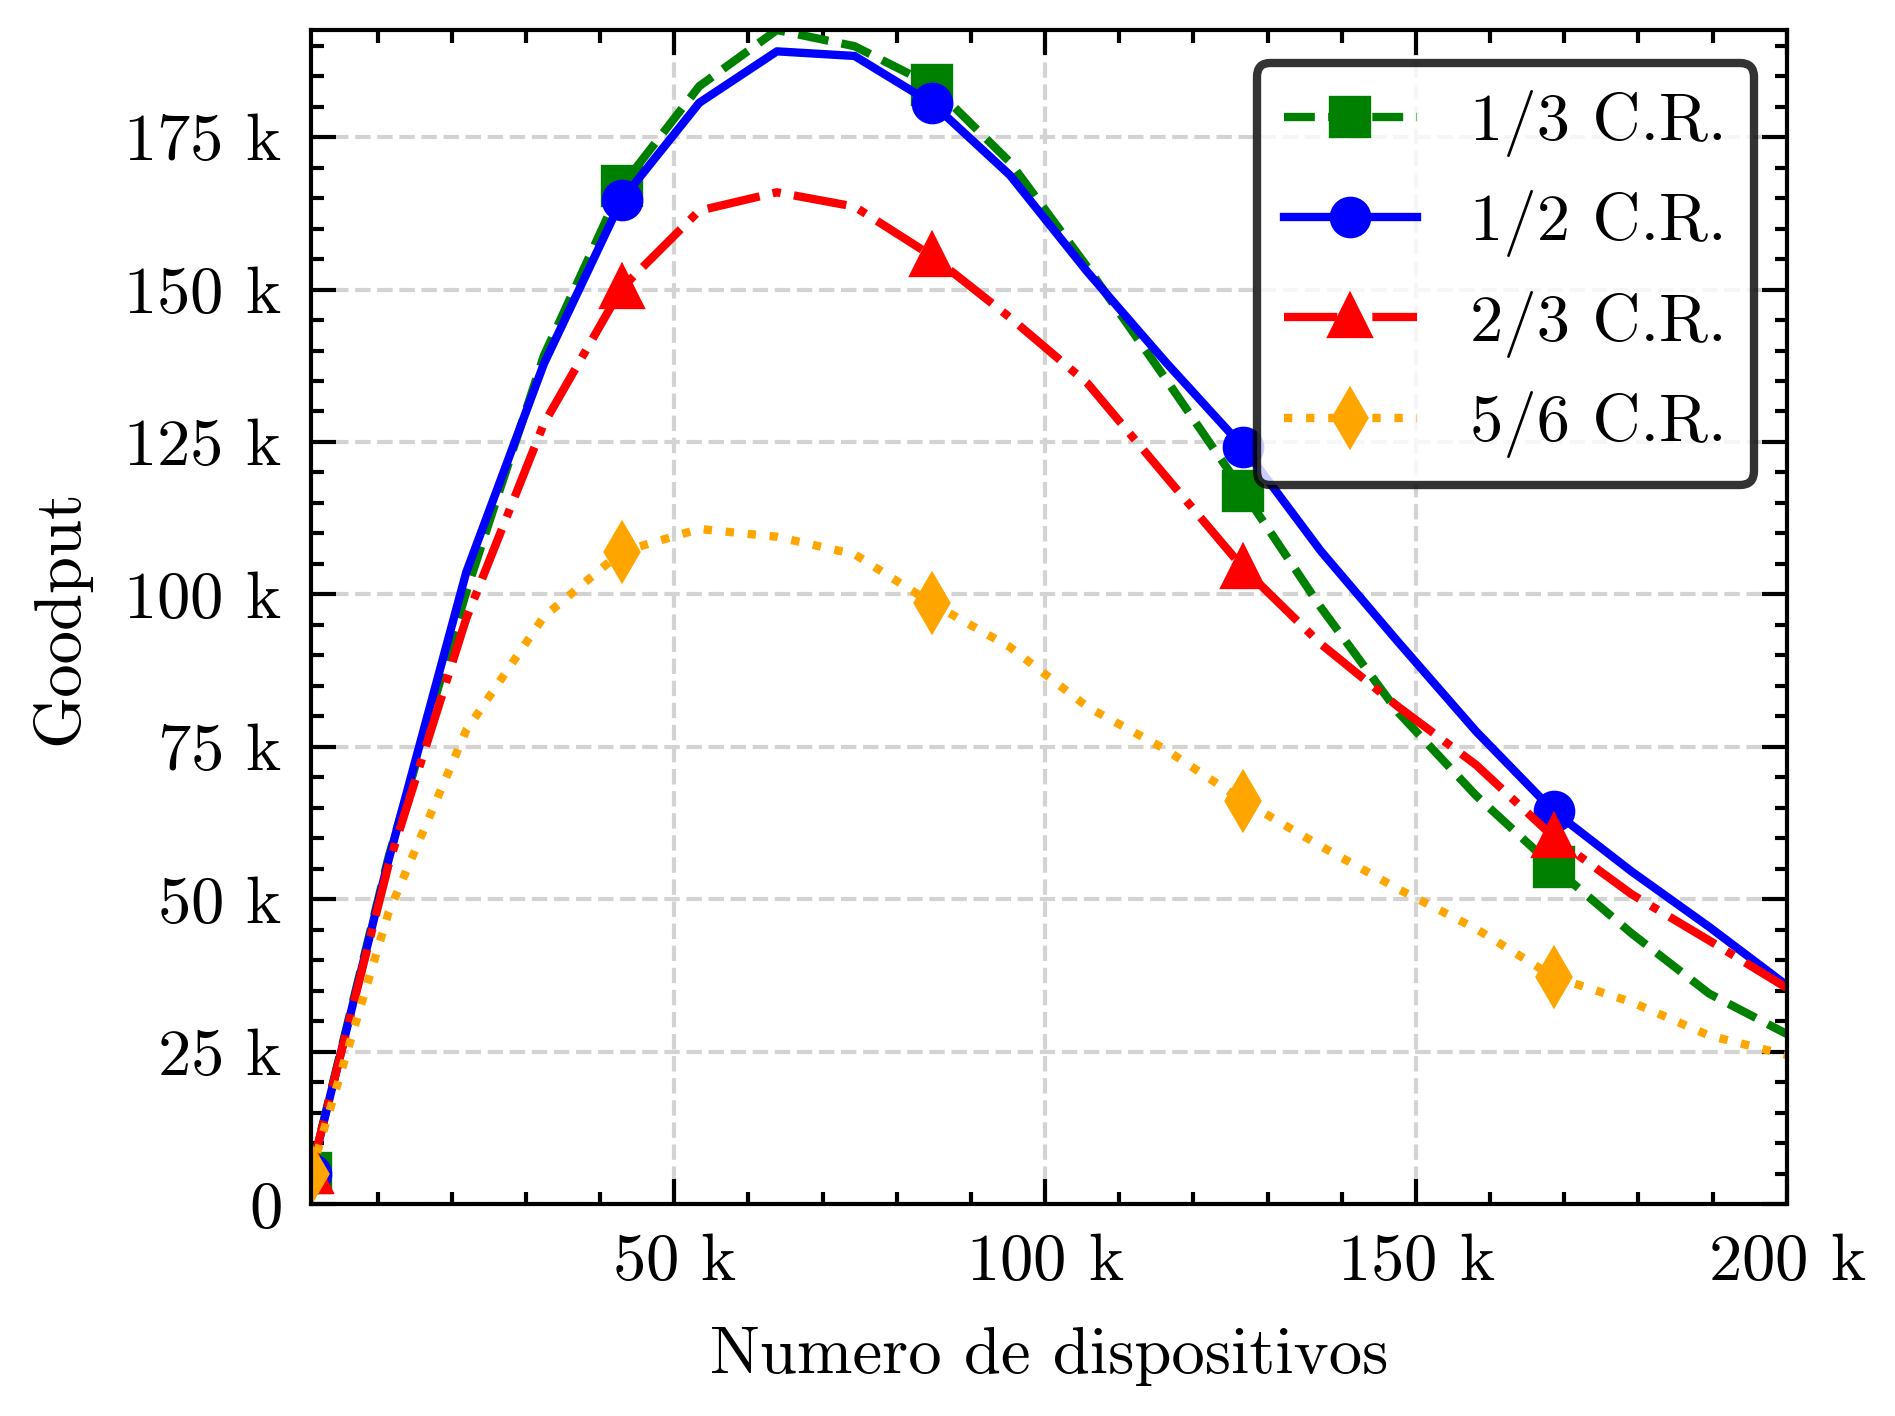 175 k
150 k
125 k
100 k
75 k
50 k
25 k
0
Goodput
1/3 C.R.
1/2 C.R.
2/3 C.R.
5/6 C.R.
50 k 100 k 150 k 200 k
Numero de dispositivos